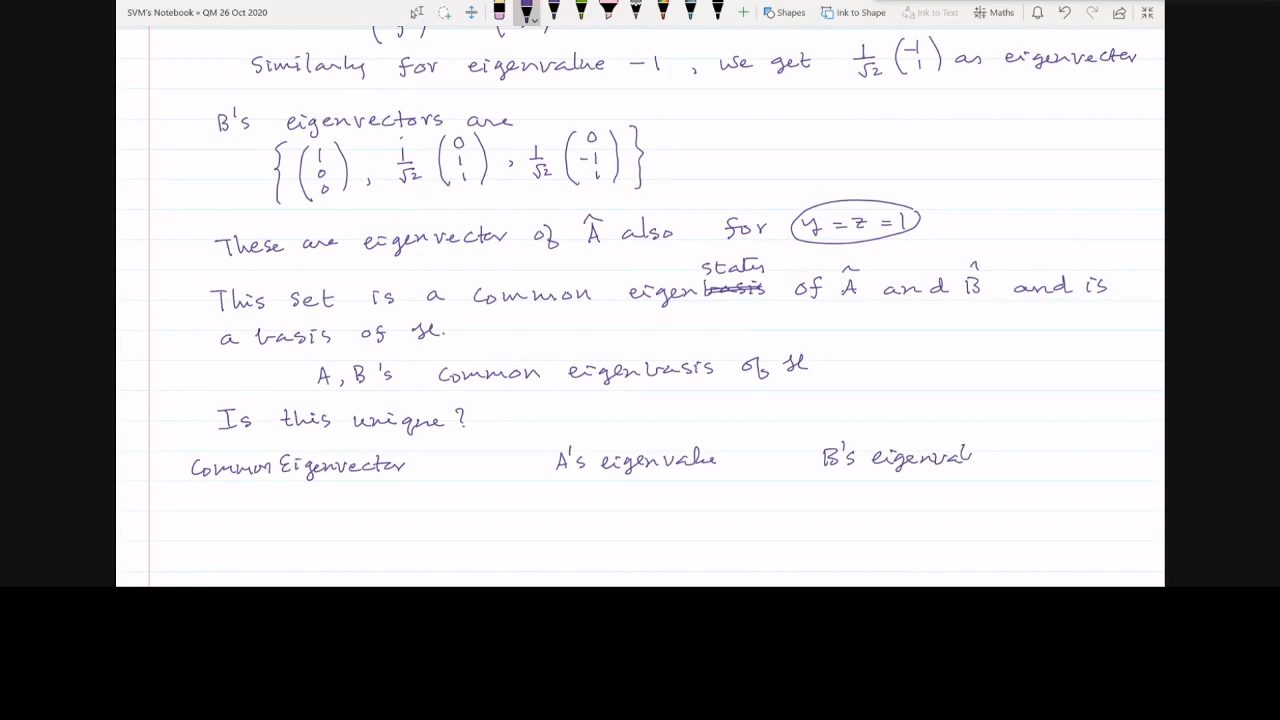 SVM's Notebook » QM 26 Oct 2020
Shapes Ink to Shape Ink to Text Maths
Similarly for eigenvalue -1, we get 1/√2 (-1 1) as eigenvector
B's eigenvectors are
{ (1 0 0), 1/√2 (0 1 1), 1/√2 (0 -1 1) }
These are eigenvector of Â also for y = z = 1
states
This set is a common eigenbasis of Â and B̂ and is
a basis of ℋ.
A, B's common eigenbasis of ℋ
Is this unique?
Common Eigenvector A's eigenvalue B's eigenval